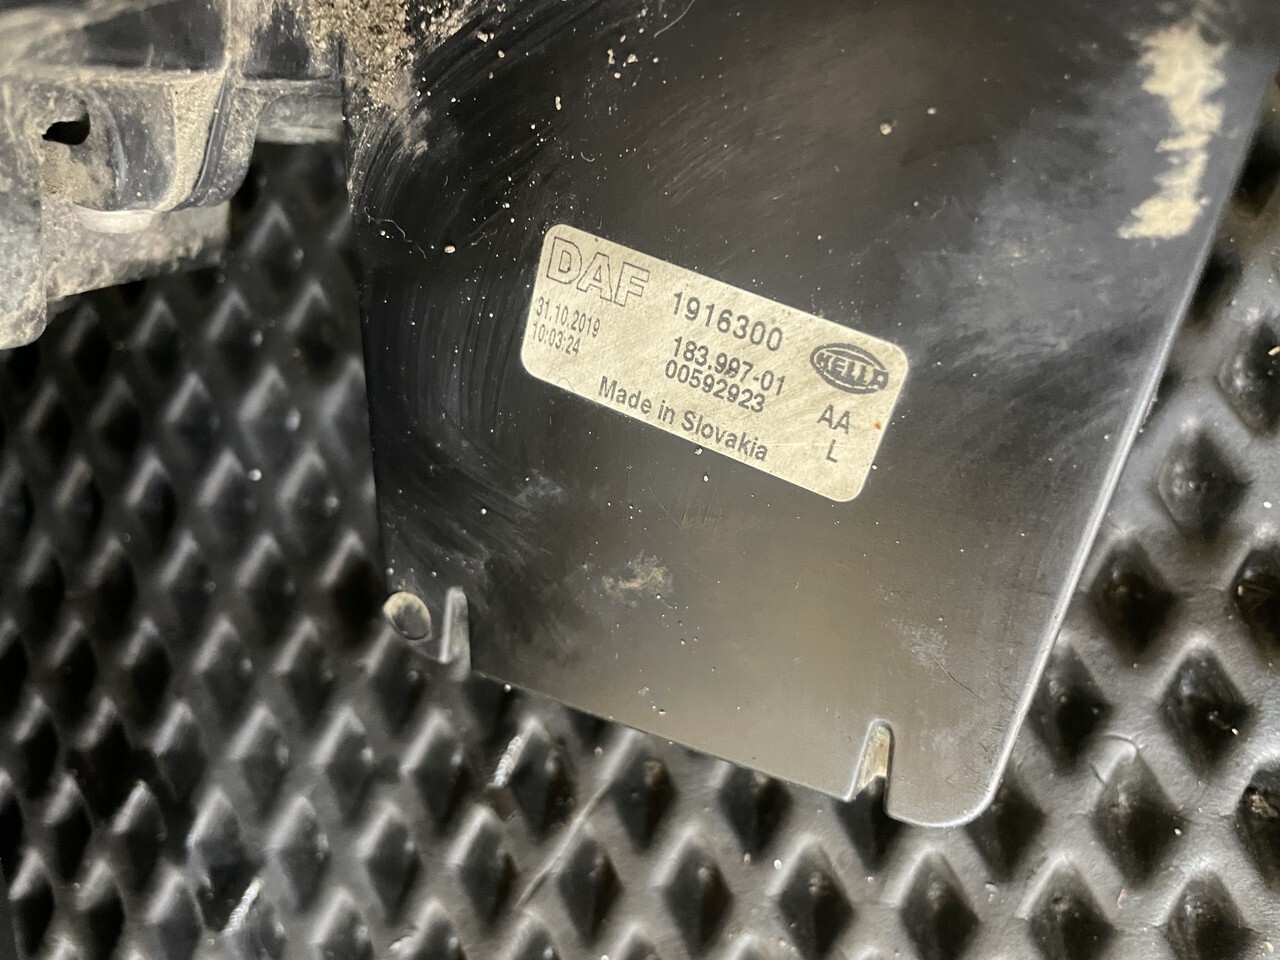 DAF 1916300
31.10.2019
10:03:24
183.997-01
00592923
Made in Slovakia
HELLA
AA
L